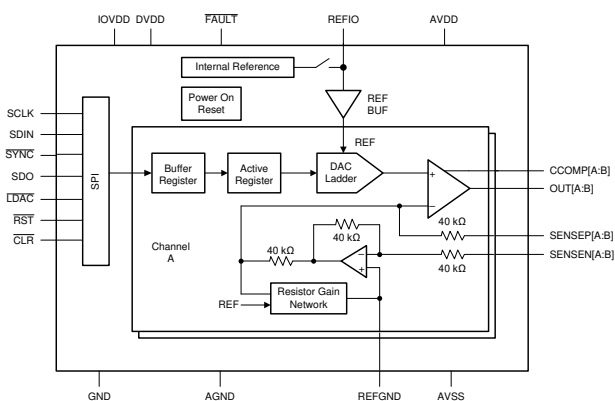 IOVDD DVDD FAULT REFIO AVDD
Internal Reference
Power On
Reset
REF
BUF
REF
SCLK
SDIN
SYNC
SDO
LDAC
RST
CLR
SPI
Buffer
Register
Active
Register
DAC
Ladder
+
−
CCOMP[A:B]
OUT[A:B]
SENSEP[A:B]
SENSEN[A:B]
40 kΩ
40 kΩ
40 kΩ
40 kΩ
−
+
Channel
A
Resistor Gain
Network
REF
GND AGND REFGND AVSS